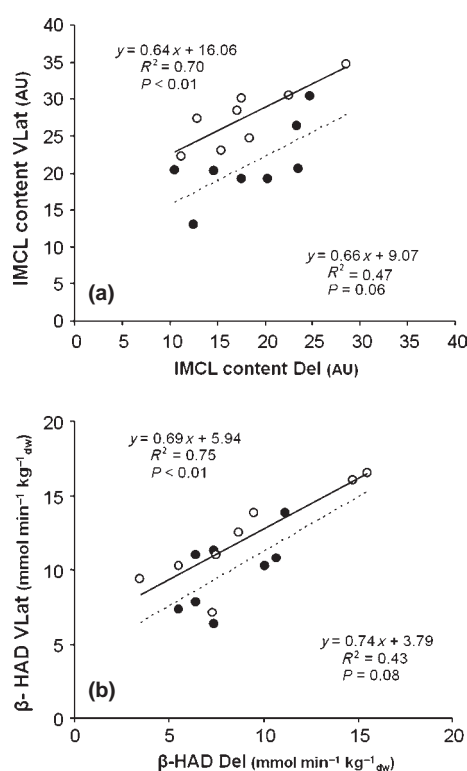 40
35
30
25
20
15
10
5
0
IMCL content VLat (AU)
y = 0.64 x + 16.06
R² = 0.70
P < 0.01
y = 0.66 x + 9.07
R² = 0.47
P = 0.06
(a)
0 5 10 15 20 25 30 35 40
IMCL content Del (AU)
20
15
10
5
0
β- HAD VLat (mmol min⁻¹ kg⁻¹dw)
y = 0.69 x + 5.94
R² = 0.75
P < 0.01
y = 0.74 x + 3.79
R² = 0.43
P = 0.08
(b)
0 5 10 15 20
β-HAD Del (mmol min⁻¹ kg⁻¹dw)